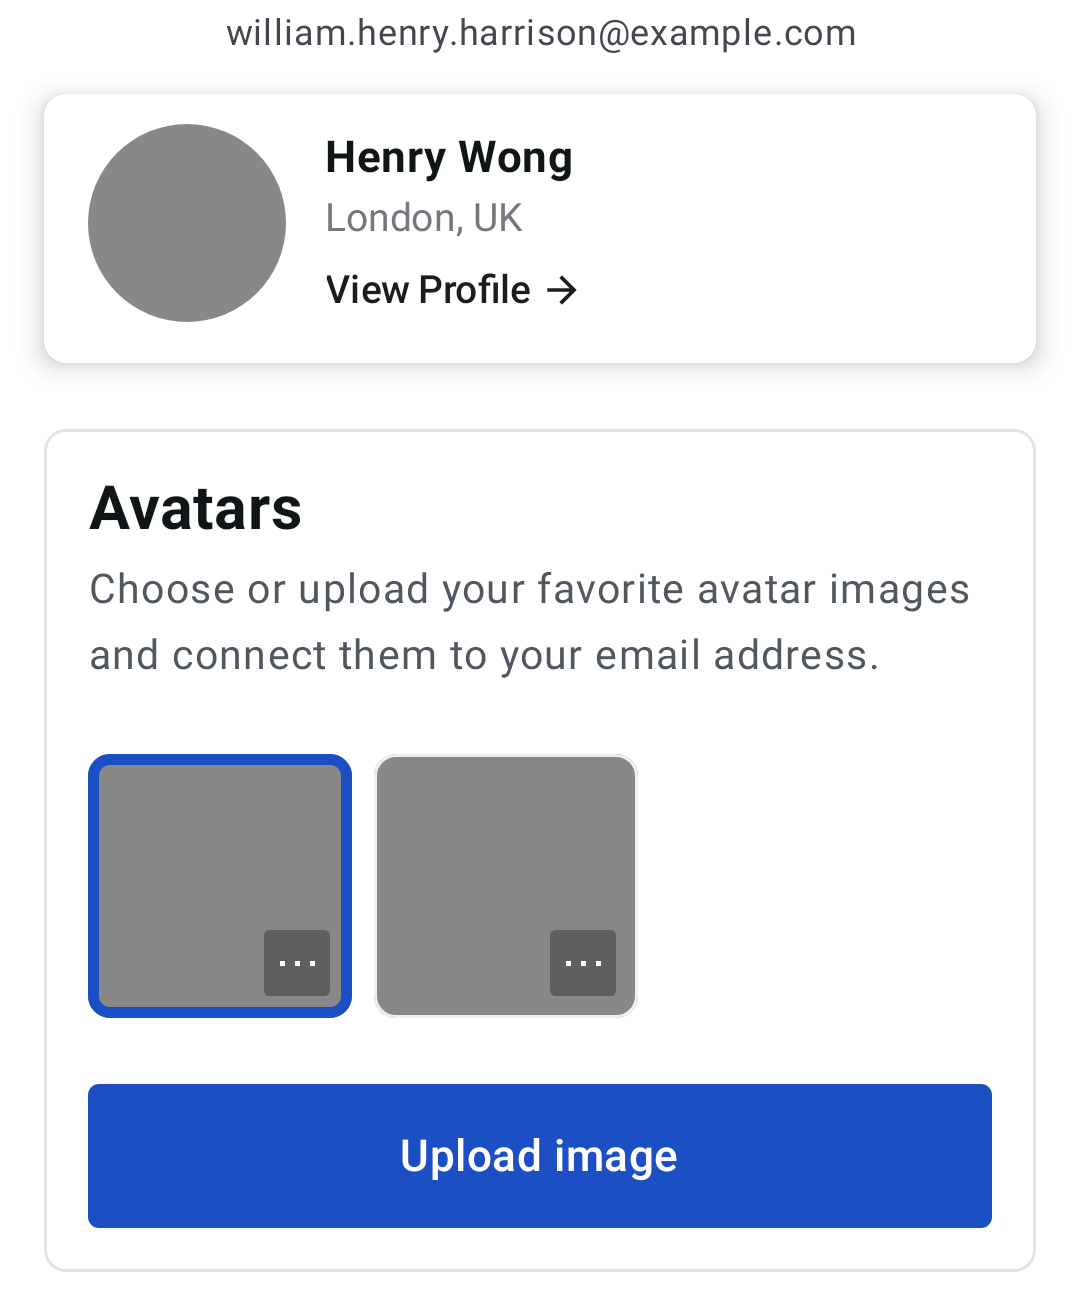 william.henry.harrison@example.com
Henry Wong
London, UK
View Profile →
Avatars
Choose or upload your favorite avatar images
and connect them to your email address.
Upload image